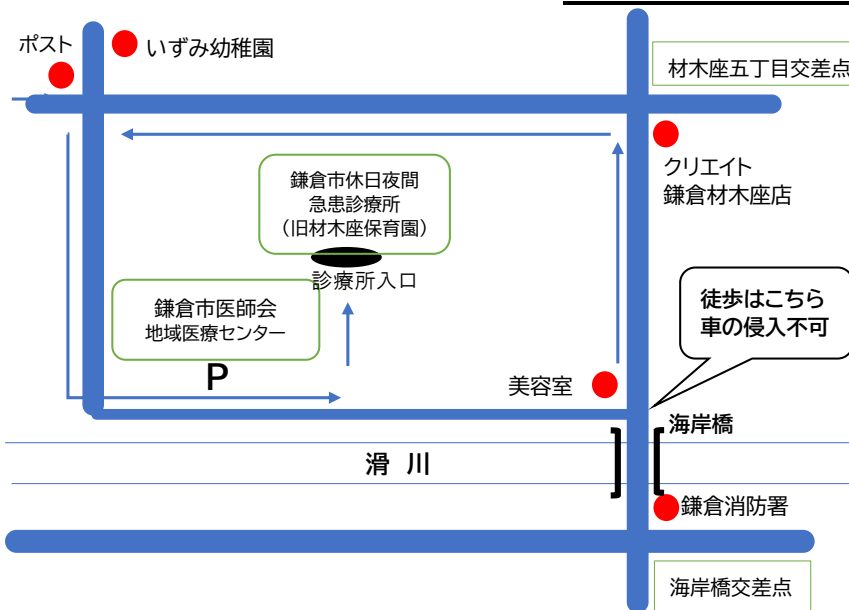 ポスト
いずみ幼稚園
材木座五丁目交差点
クリエイト
鎌倉材木座店
鎌倉市休日夜間
急患診療所
（旧材木座保育園）
診療所入口
鎌倉市医師会
地域医療センター
徒歩はこちら
車の侵入不可
P
美容室
海岸橋
滑 川
鎌倉消防署
海岸橋交差点